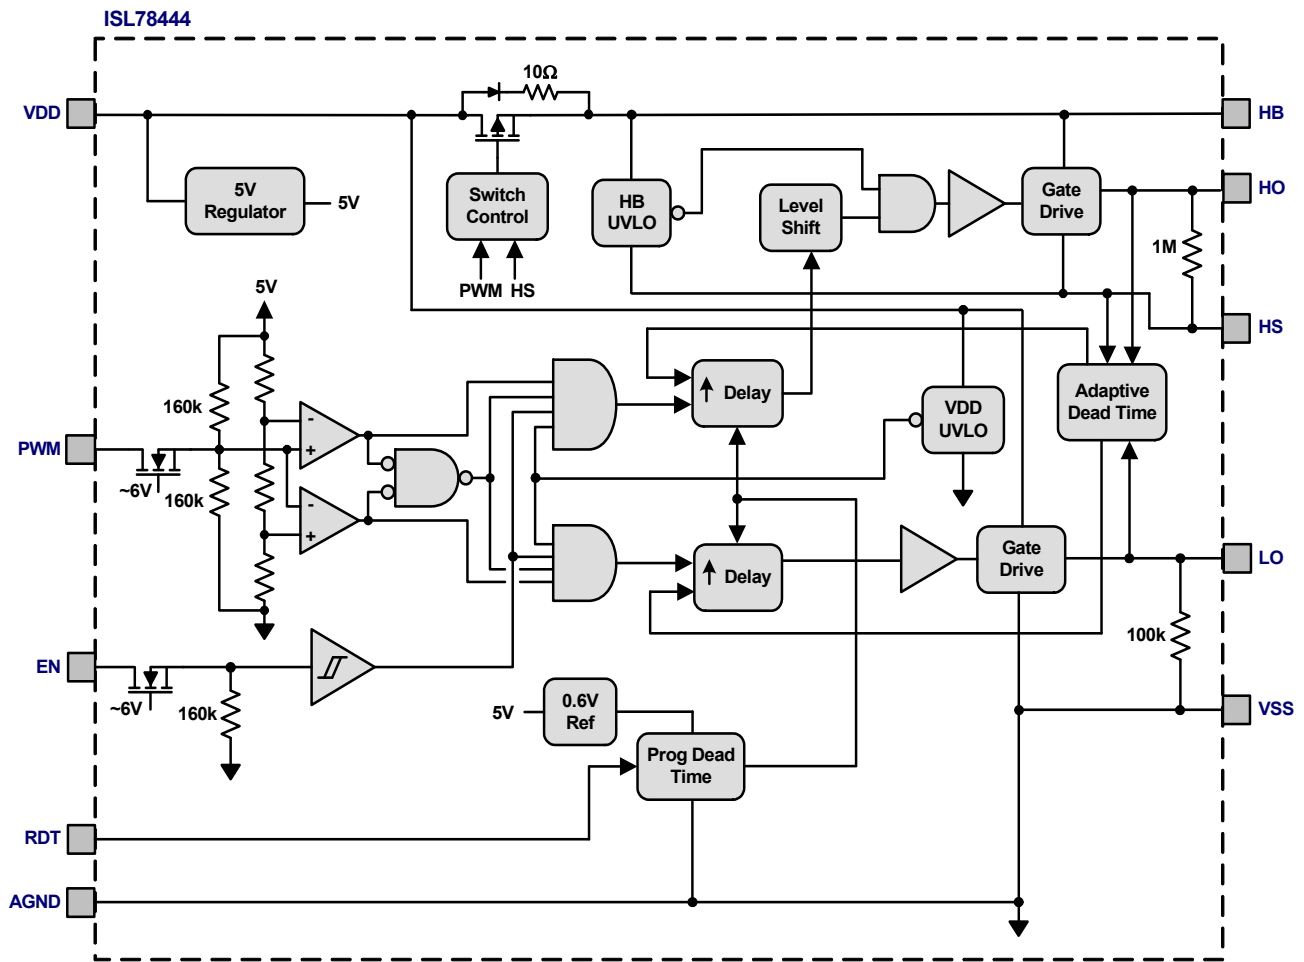 ISL78444
10Ω
VDD
HB
5V
Regulator
5V
Switch
Control
HB
UVLO
Level
Shift
Gate
Drive
HO
1M
PWM HS
5V
HS
160k
Delay
VDD
UVLO
Adaptive
Dead Time
-
+
PWM
~6V
160k
-
+
Delay
Gate
Drive
LO
100k
EN
~6V
160k
5V
0.6V
Ref
VSS
Prog Dead
Time
RDT
AGND